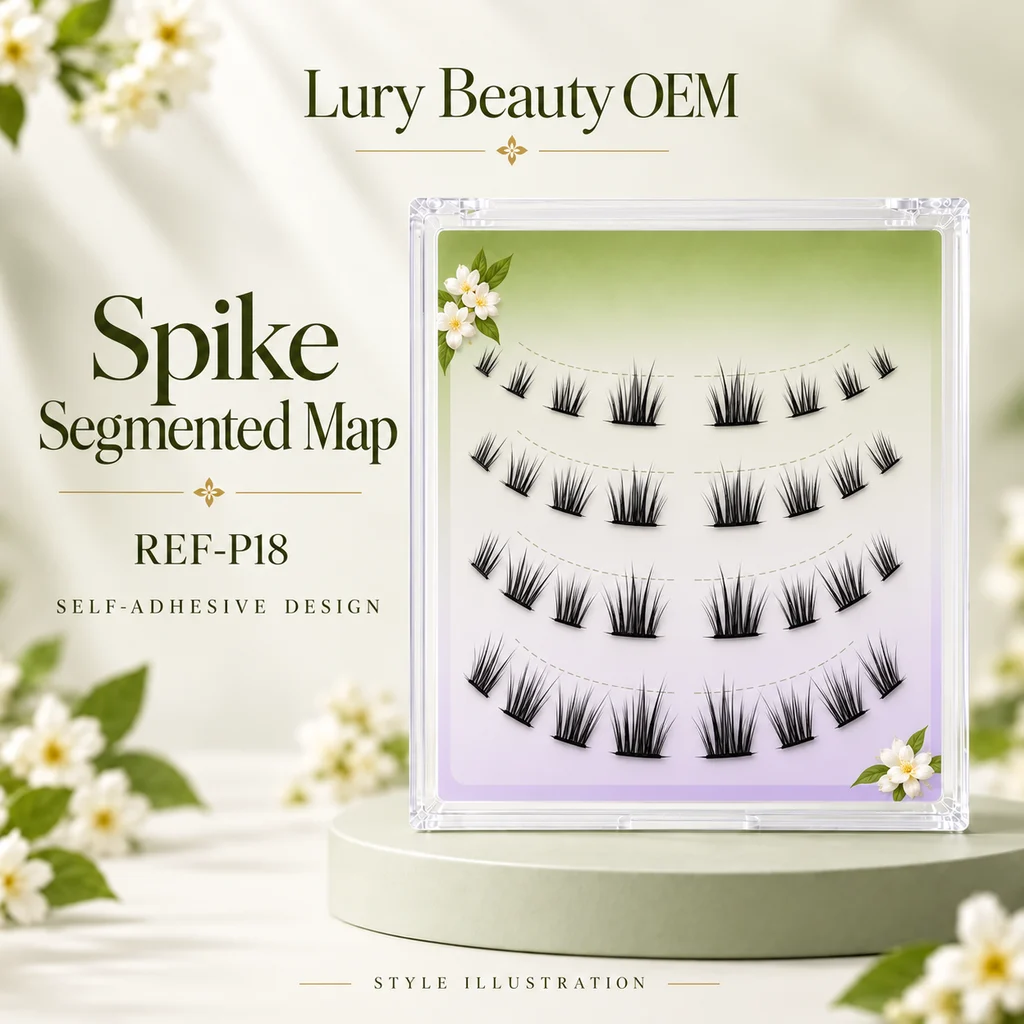 Lury Beauty OEM
Spike
Segmented Map
REF-P18
SELF-ADHESIVE DESIGN
STYLE ILLUSTRATION